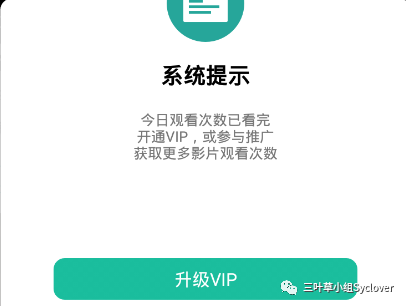 系统提示
今日观看次数已看完
开通VIP，或参与推广
获取更多影片观看次数
升级VIP
三叶草小组Syclover